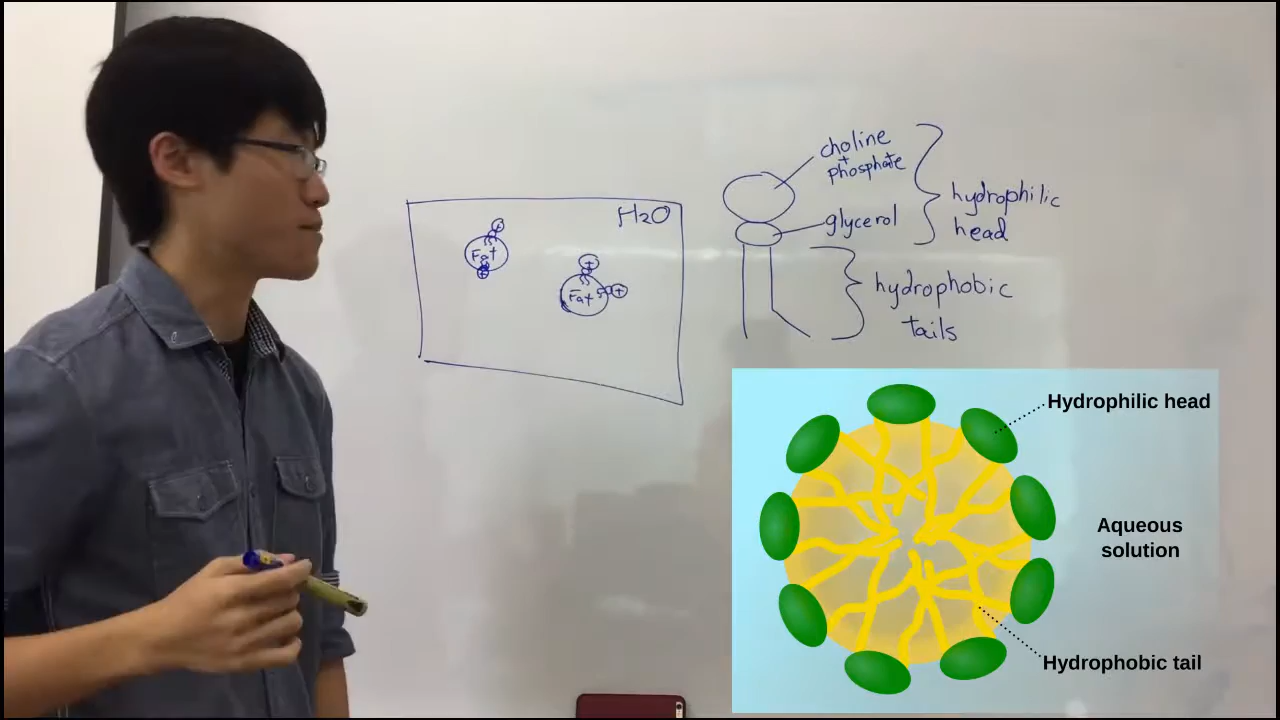 H2O
Fat
+
+
Fat
+
+
choline
+
phosphate
glycerol
hydrophilic
head
hydrophobic
tails
Hydrophilic head
Aqueous
solution
Hydrophobic tail